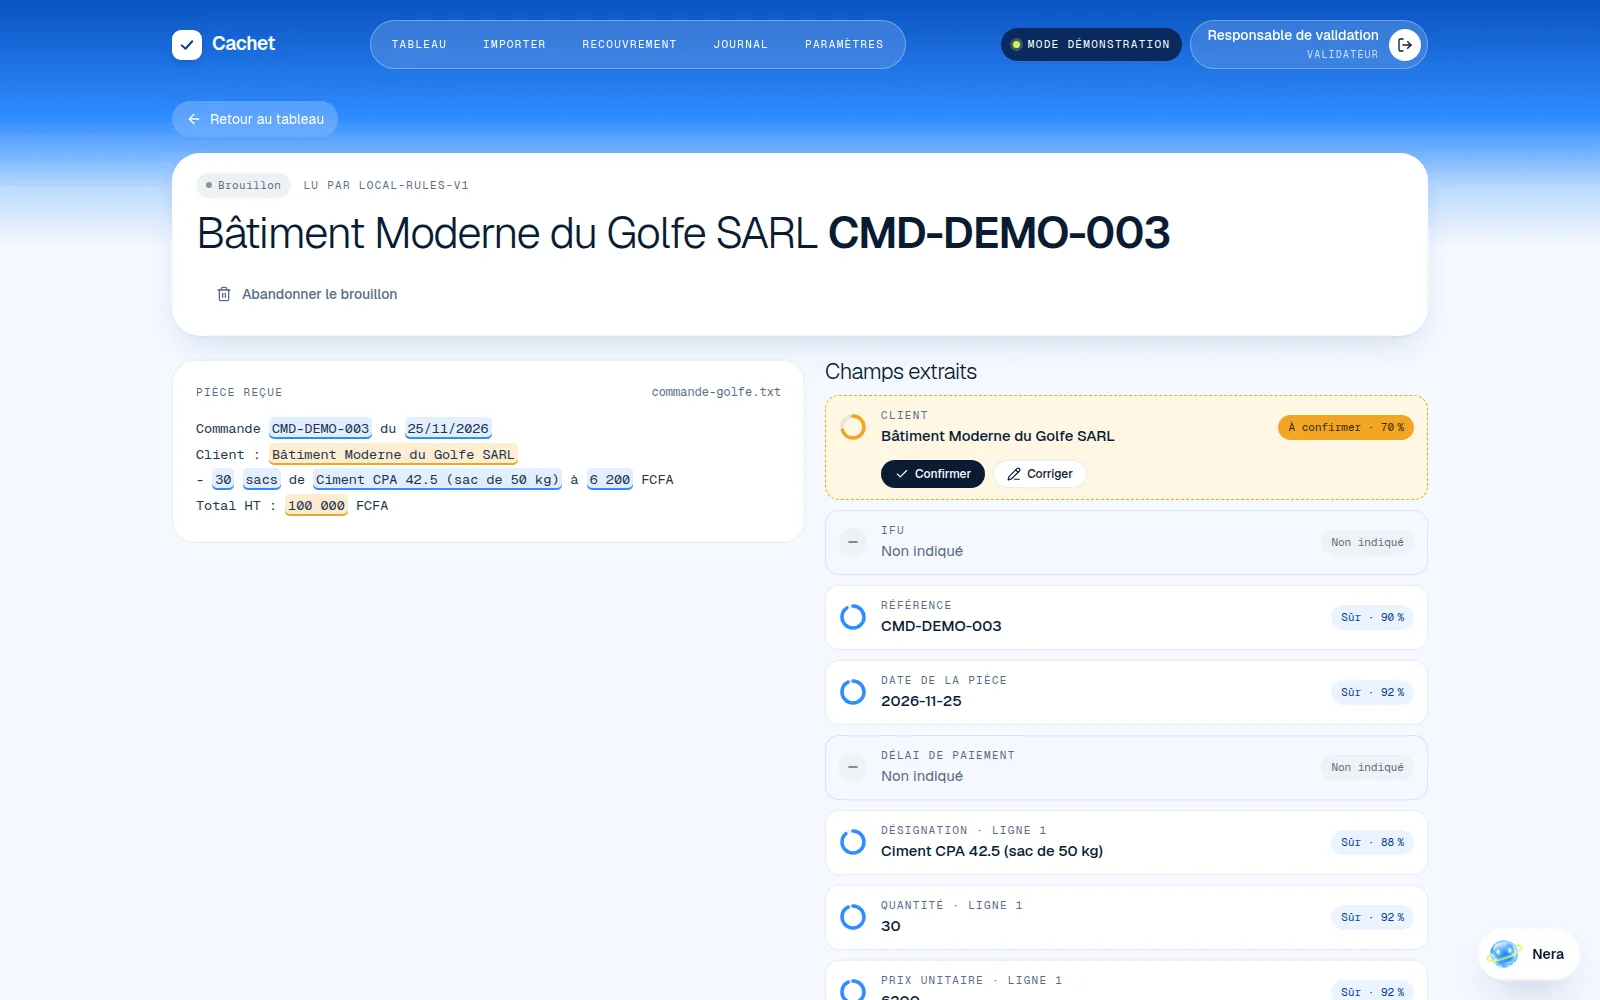 Cachet
TABLEAU
IMPORTER
RECOUVREMENT
JOURNAL
PARAMÈTRES
MODE DÉMONSTRATION
Responsable de validation
VALIDATEUR
Retour au tableau
Brouillon
LU PAR LOCAL-RULES-V1
Bâtiment Moderne du Golfe SARL CMD-DEMO-003
Abandonner le brouillon
PIÈCE REÇUE
commande-golfe.txt
Commande CMD-DEMO-003 du 25/11/2026
Client : Bâtiment Moderne du Golfe SARL
- 30 sacs de Ciment CPA 42.5 (sac de 50 kg) à 6 200 FCFA
Total HT : 100 000 FCFA
Champs extraits
CLIENT
Bâtiment Moderne du Golfe SARL
À confirmer · 70 %
Confirmer
Corriger
IFU
Non indiqué
Non indiqué
RÉFÉRENCE
CMD-DEMO-003
Sûr · 90 %
DATE DE LA PIÈCE
2026-11-25
Sûr · 92 %
DÉLAI DE PAIEMENT
Non indiqué
Non indiqué
DÉSIGNATION · LIGNE 1
Ciment CPA 42.5 (sac de 50 kg)
Sûr · 88 %
QUANTITÉ · LIGNE 1
30
Sûr · 92 %
PRIX UNITAIRE · LIGNE 1
6200
Sûr · 92 %
Nera